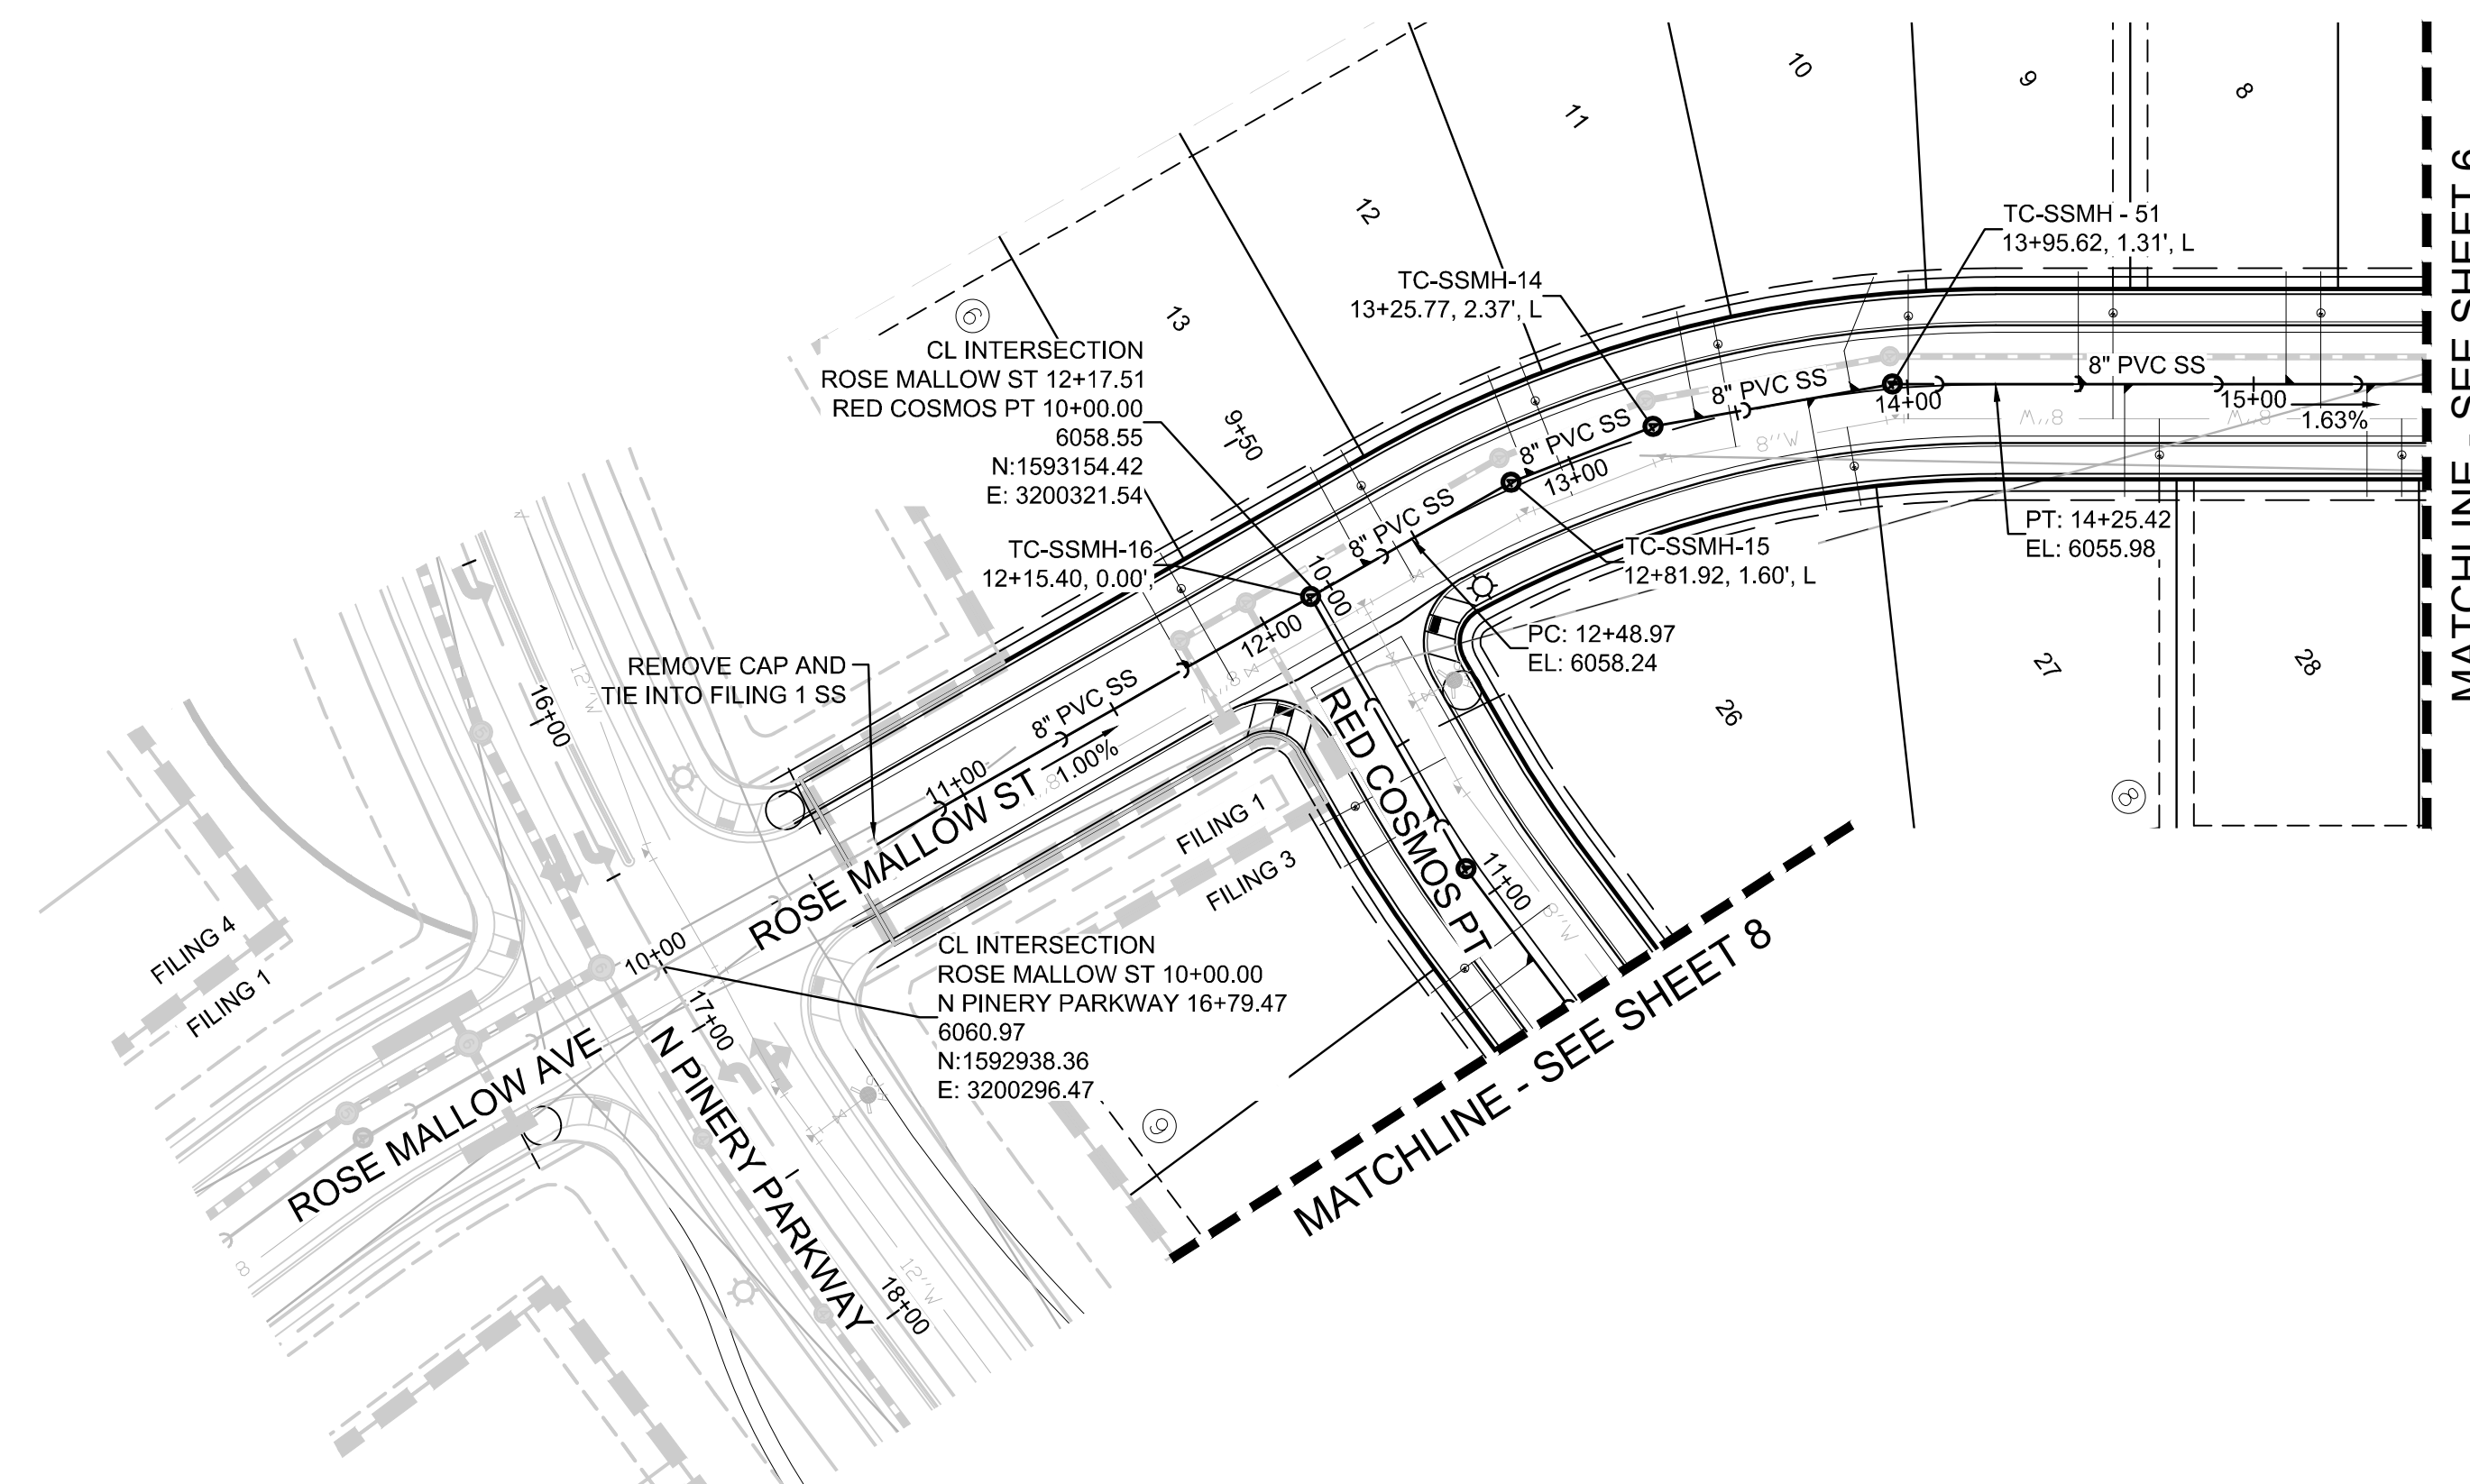 10
9
8
11
12
13
6
TC-SSMH - 51
13+95.62, 1.31', L
TC-SSMH-14
13+25.77, 2.37', L
CL INTERSECTION
ROSE MALLOW ST 12+17.51
RED COSMOS PT 10+00.00
6058.55
N:1593154.42
E: 3200321.54
9+50
8" PVC SS
8" PVC SS
8" PVC SS
8" PVC SS
14+00
15+00
1.63%
8"W
8"W
8"W
13+00
TC-SSMH-16
12+15.40, 0.00',
10+00
TC-SSMH-15
12+81.92, 1.60', L
PT: 14+25.42
EL: 6055.98
PC: 12+48.97
EL: 6058.24
12+00
REMOVE CAP AND
TIE INTO FILING 1 SS
8" PVC SS
8"W
1.00%
11+00
ROSE MALLOW ST
12"W
16+00
RED COSMOS PT
11+00
8"W
26
27
28
8
FILING 1
FILING 3
FILING 4
FILING 1
10+00
CL INTERSECTION
ROSE MALLOW ST 10+00.00
N PINERY PARKWAY 16+79.47
6060.97
N:1592938.36
E: 3200296.47
17+00
ROSE MALLOW AVE
N PINERY PARKWAY
12"W
18+00
8
9
MATCHLINE - SEE SHEET 8
MATCHLINE - SEE SHEET 6